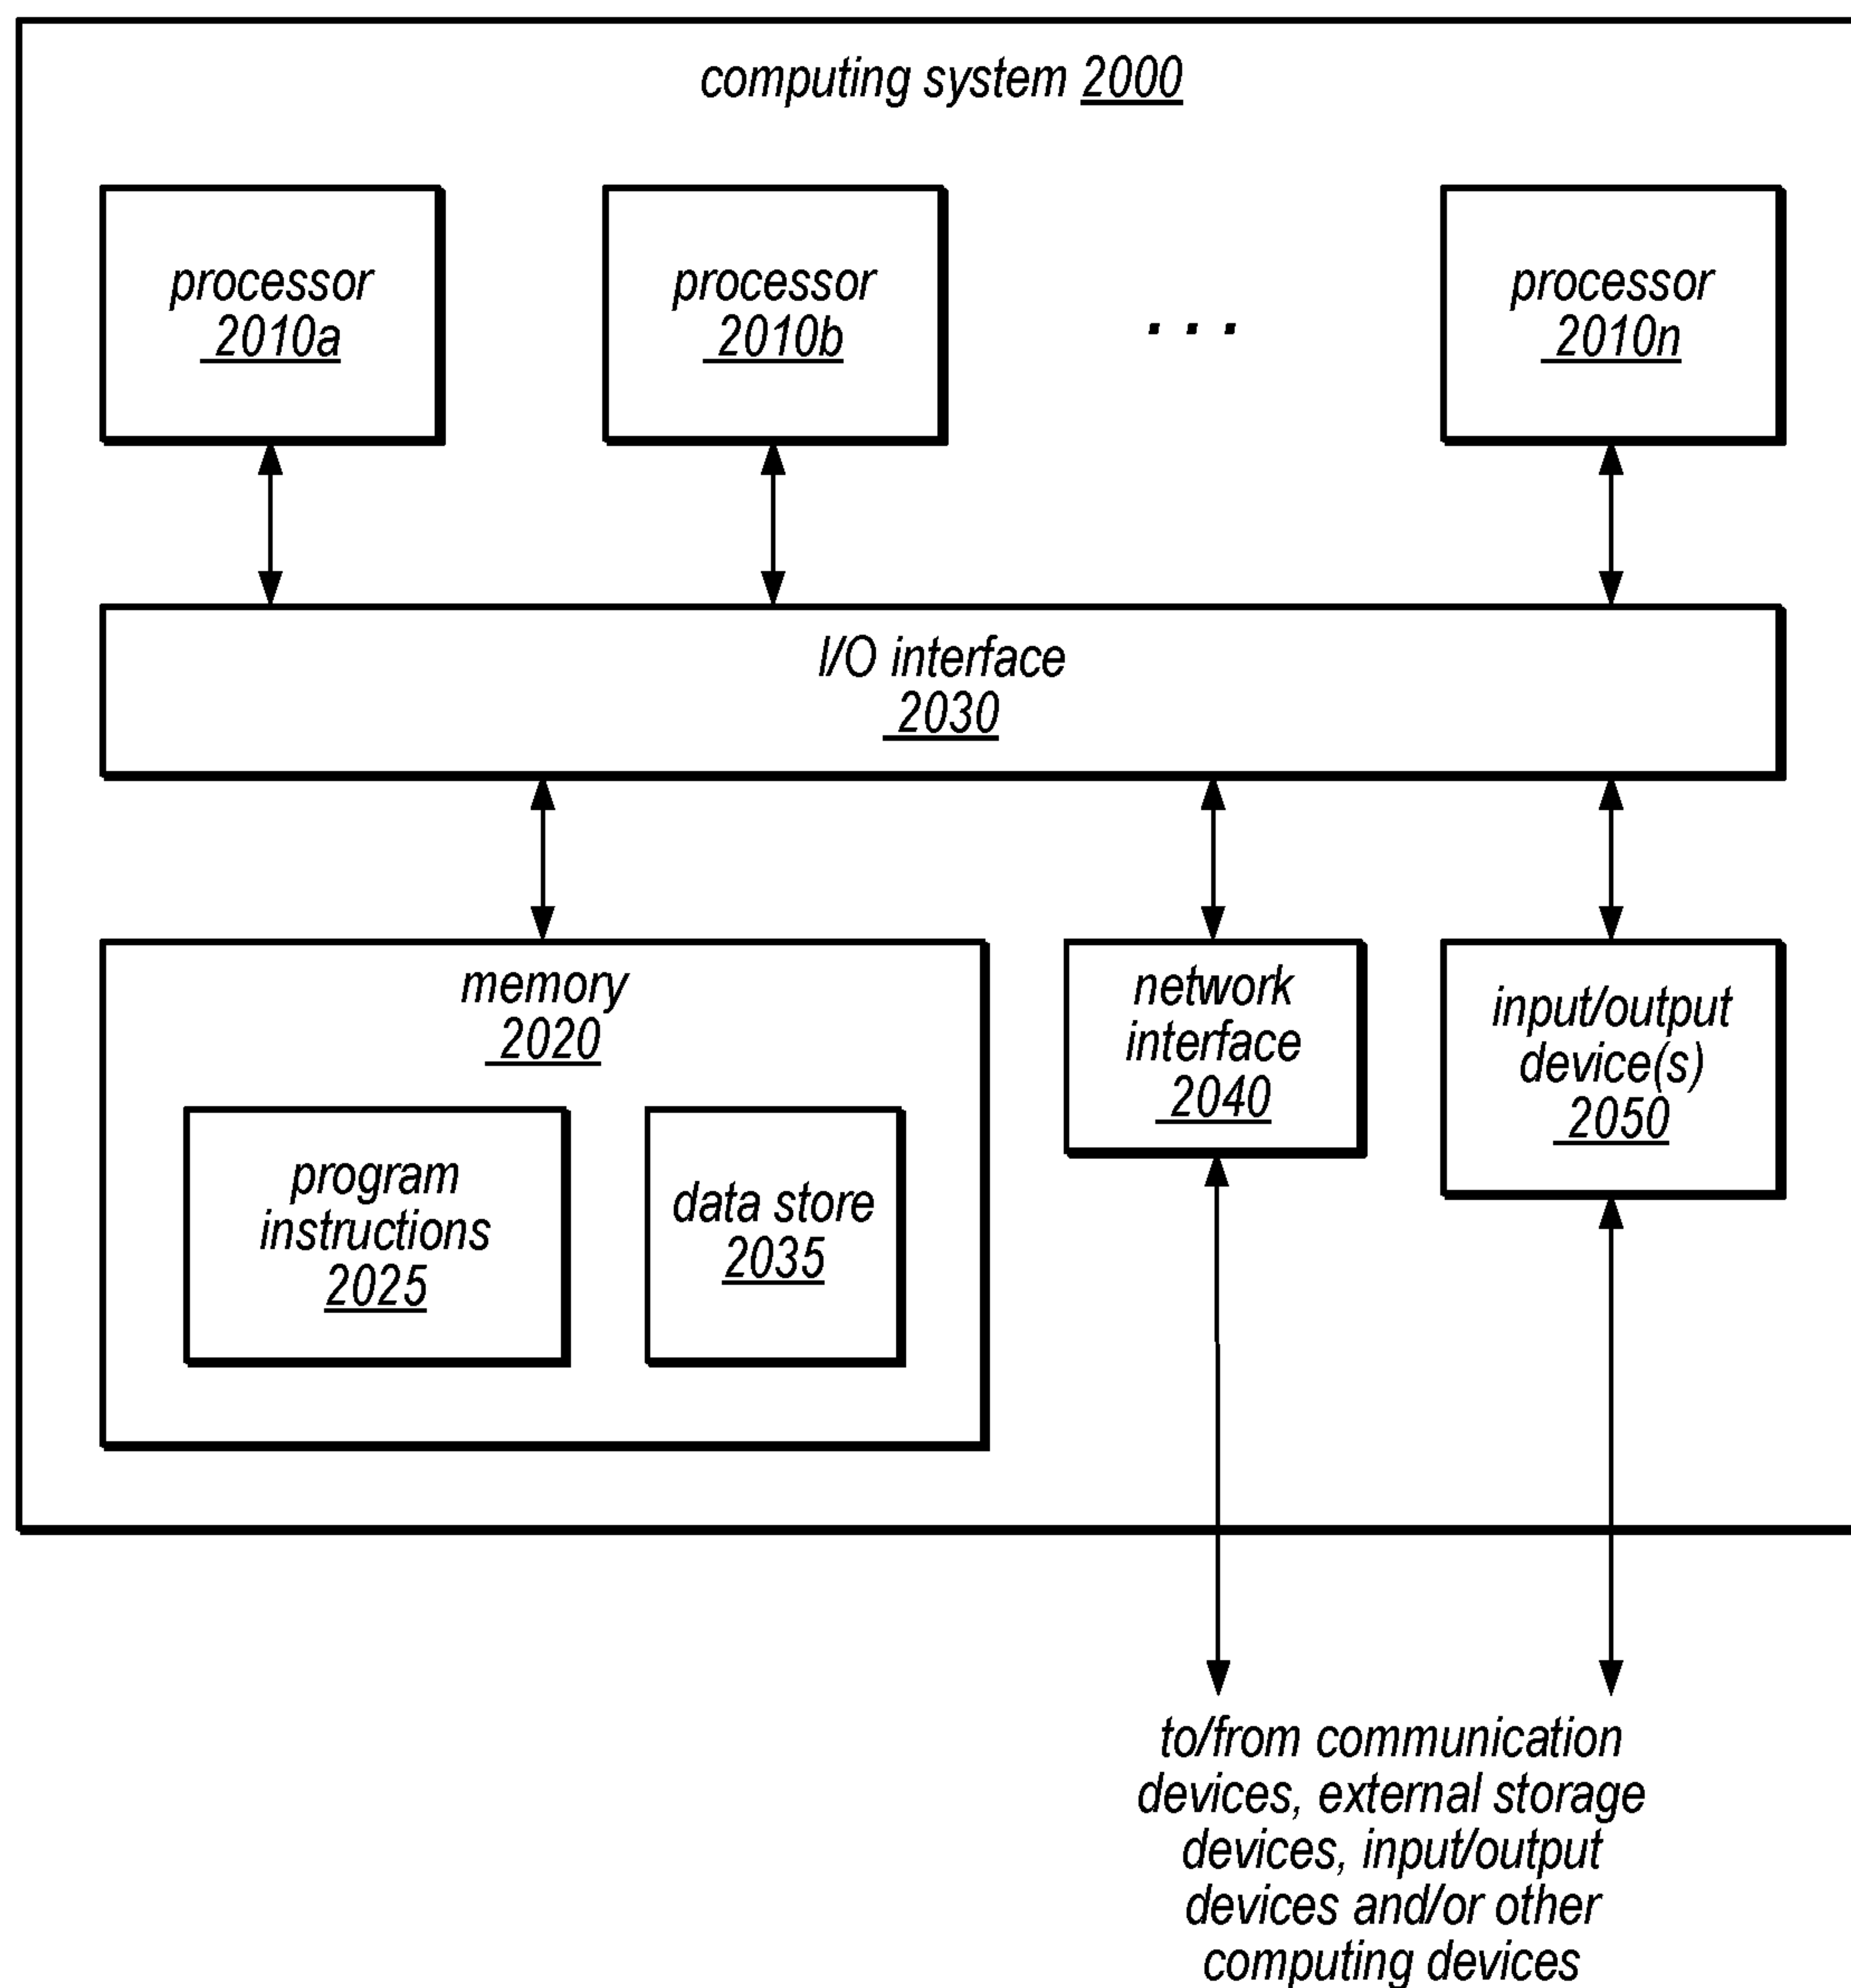 computing system 2000
processor
2010a
processor
2010b
. . .
processor
2010n
I/O interface
2030
memory
2020
program
instructions
2025
data store
2035
network
interface
2040
input/output
device(s)
2050
to/from communication
devices, external storage
devices, input/output
devices and/or other
computing devices